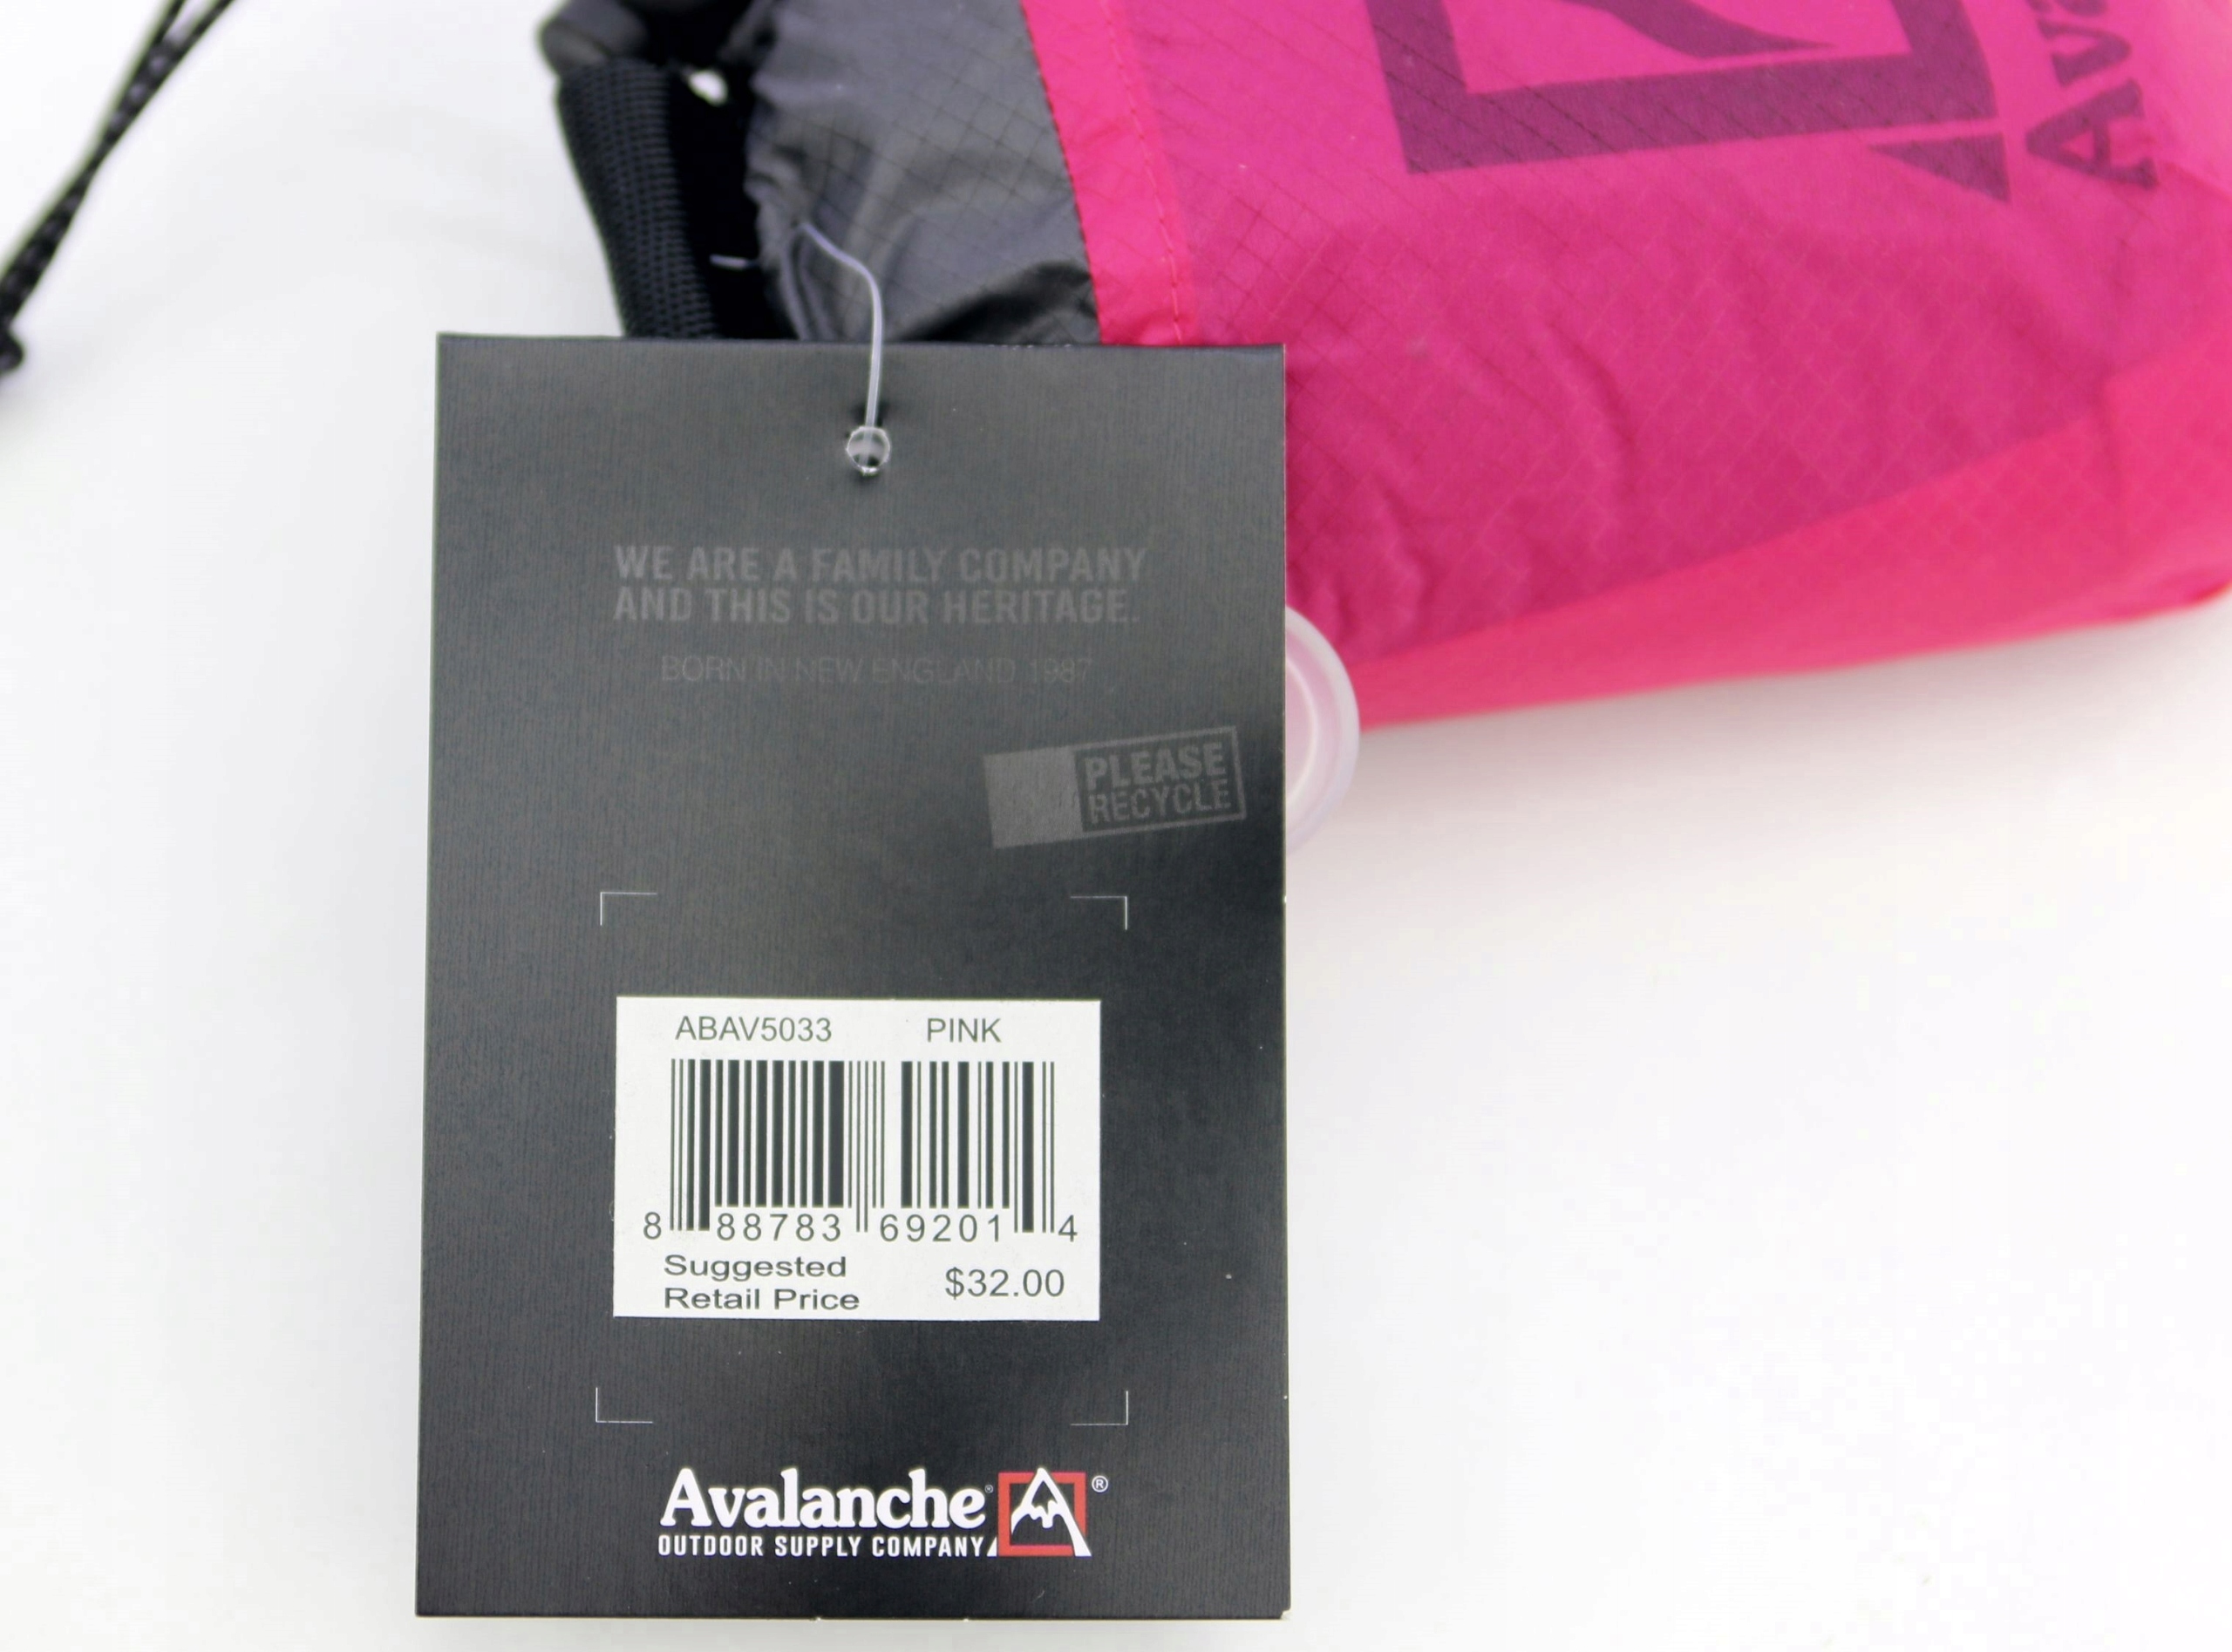 Ava
WE ARE A FAMILY COMPANY
AND THIS IS OUR HERITAGE.
BORN IN NEW ENGLAND 1987
PLEASE
RECYCLE
ABAV5033 PINK
8 88783 69201 4
Suggested
Retail Price
$32.00
Avalanche®
OUTDOOR SUPPLY COMPANY ®